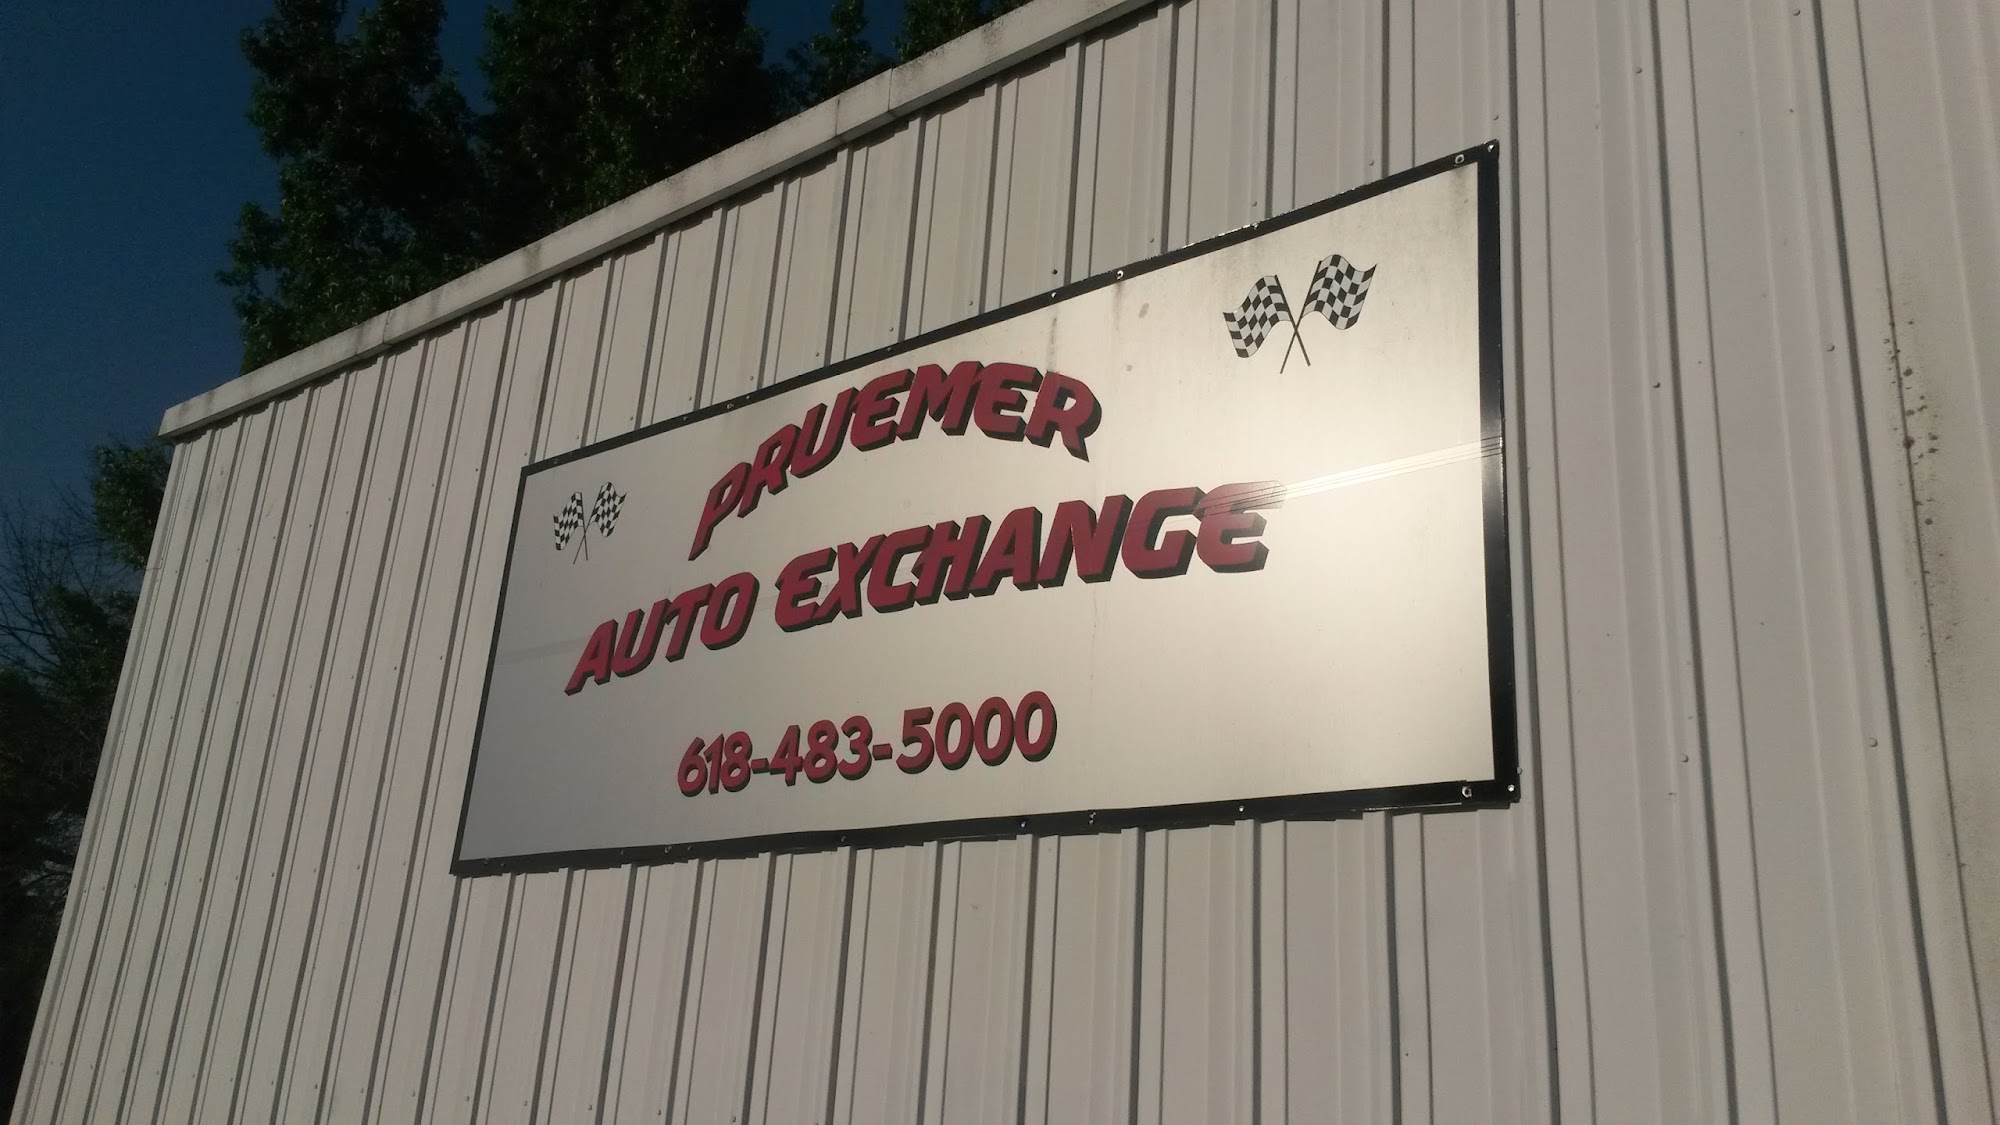 PRUEMER
AUTO EXCHANGE
618-483-5000